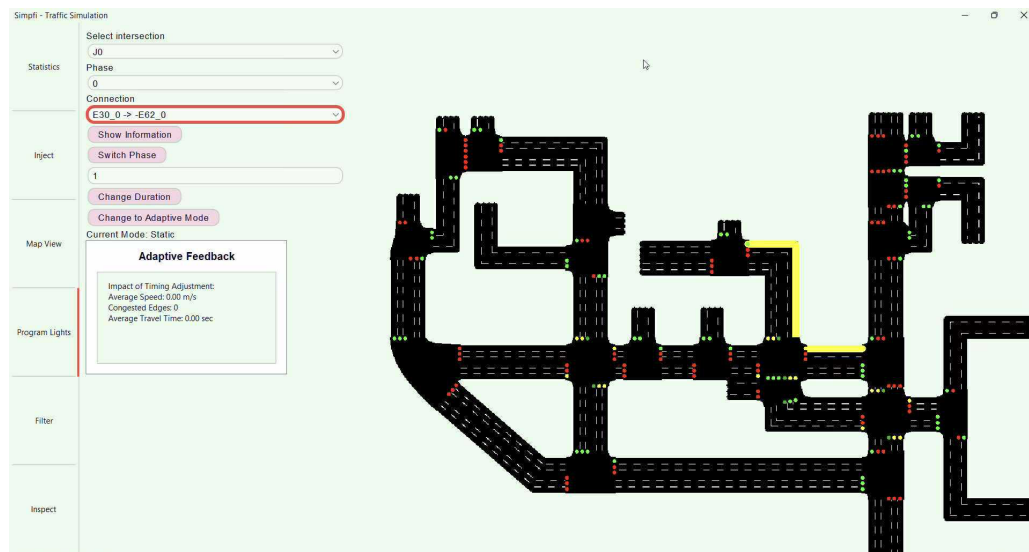 Simpfi - Traffic Simulation
Statistics
Inject
Map View
Program Lights
Filter
Inspect
Select intersection
J0
Phase
0
Connection
E30_0 -> -E62_0
Show Information
Switch Phase
1
Change Duration
Change to Adaptive Mode
Current Mode: Static
Adaptive Feedback
Impact of Timing Adjustment:
Average Speed: 0.00 m/s
Congested Edges: 0
Average Travel Time: 0.00 sec